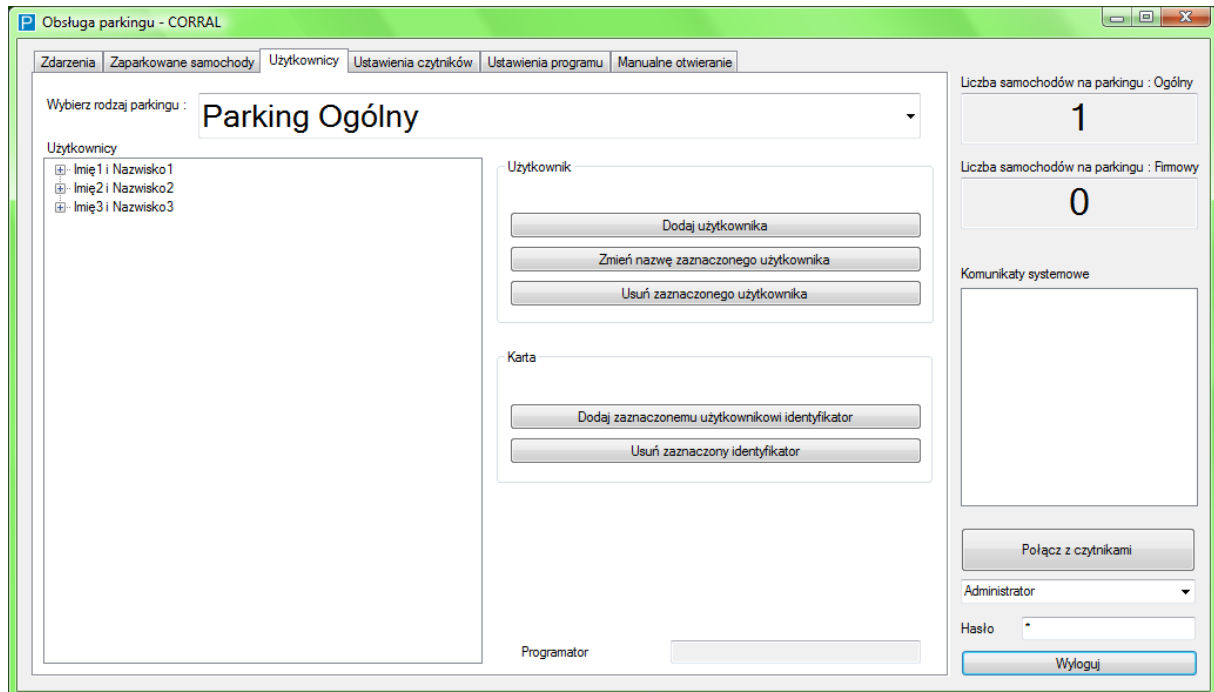 Obsługa parkingu - CORRAL
Zdarzenia
Zaparkowane samochody
Użytkownicy
Ustawienia czytników
Ustawienia programu
Manualne otwieranie
Wybierz rodzaj parkingu :
Parking Ogólny
Użytkownicy
Imię1 i Nazwisko1
Imię2 i Nazwisko2
Imię3 i Nazwisko3
Użytkownik
Dodaj użytkownika
Zmień nazwę zaznaczonego użytkownika
Usuń zaznaczonego użytkownika
Karta
Dodaj zaznaczonemu użytkownikowi identyfikator
Usuń zaznaczony identyfikator
Programator
Liczba samochodów na parkingu : Ogólny
1
Liczba samochodów na parkingu : Firmowy
0
Komunikaty systemowe
Połącz z czytnikami
Administrator
Hasło *
Wyloguj